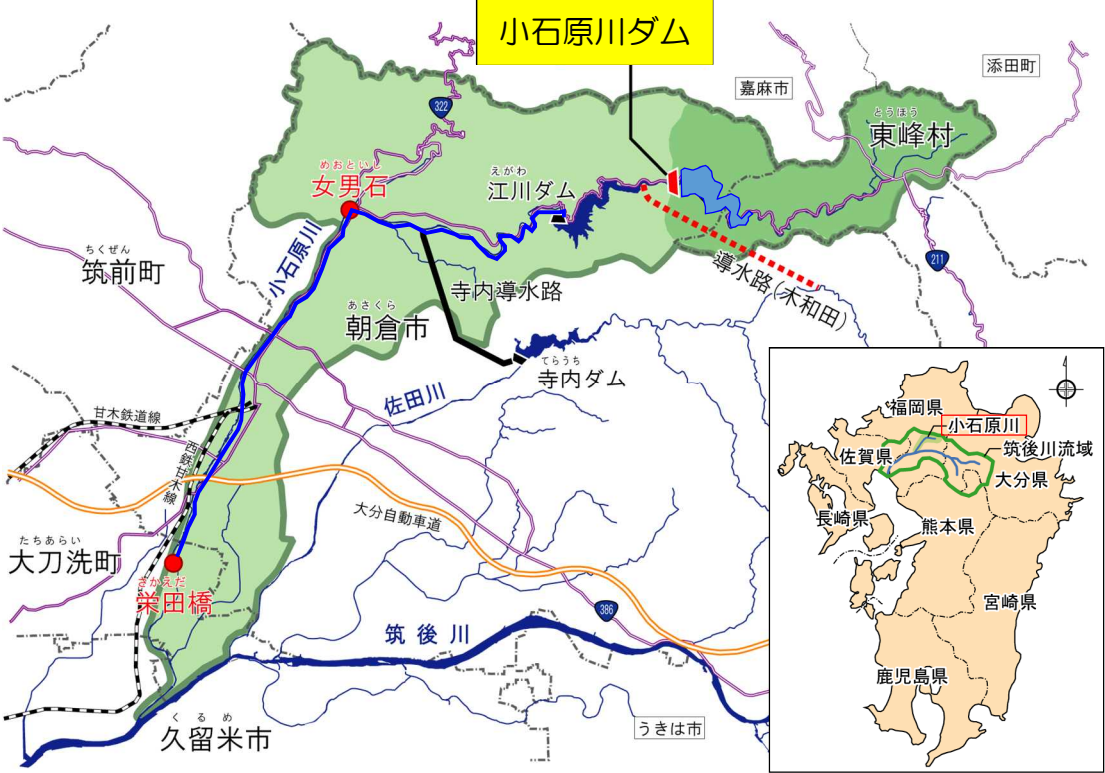 小石原川ダム
嘉麻市
添田町
322
とうほう
東峰村
めおといし
女男石
えがわ
江川ダム
小石原川
ちくぜん
筑前町
寺内導水路
導水路(木和田)
211
あさくら
朝倉市
てらうち
寺内ダム
佐田川
甘木鉄道線
西鉄甘木線
大分自動車道
たちあらい
大刀洗町
さかえだ
栄田橋
386
筑後川
くるめ
久留米市
うきは市
福岡県
小石原川
佐賀県
筑後川流域
大分県
長崎県
熊本県
宮崎県
鹿児島県